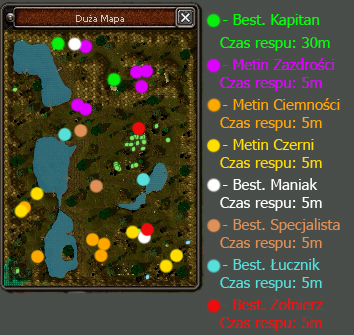 Duża Mapa
- Best. Kapitan
Czas respu: 30m
- Metin Zazdrości
Czas respu: 5m
- Metin Ciemności
Czas respu: 5m
- Metin Czerni
Czas respu: 5m
- Best. Maniak
Czas respu: 5m
- Best. Specjalista
Czas respu: 5m
- Best. Łucznik
Czas respu: 5m
- Best. Żołnierz
Czas respu: 5m